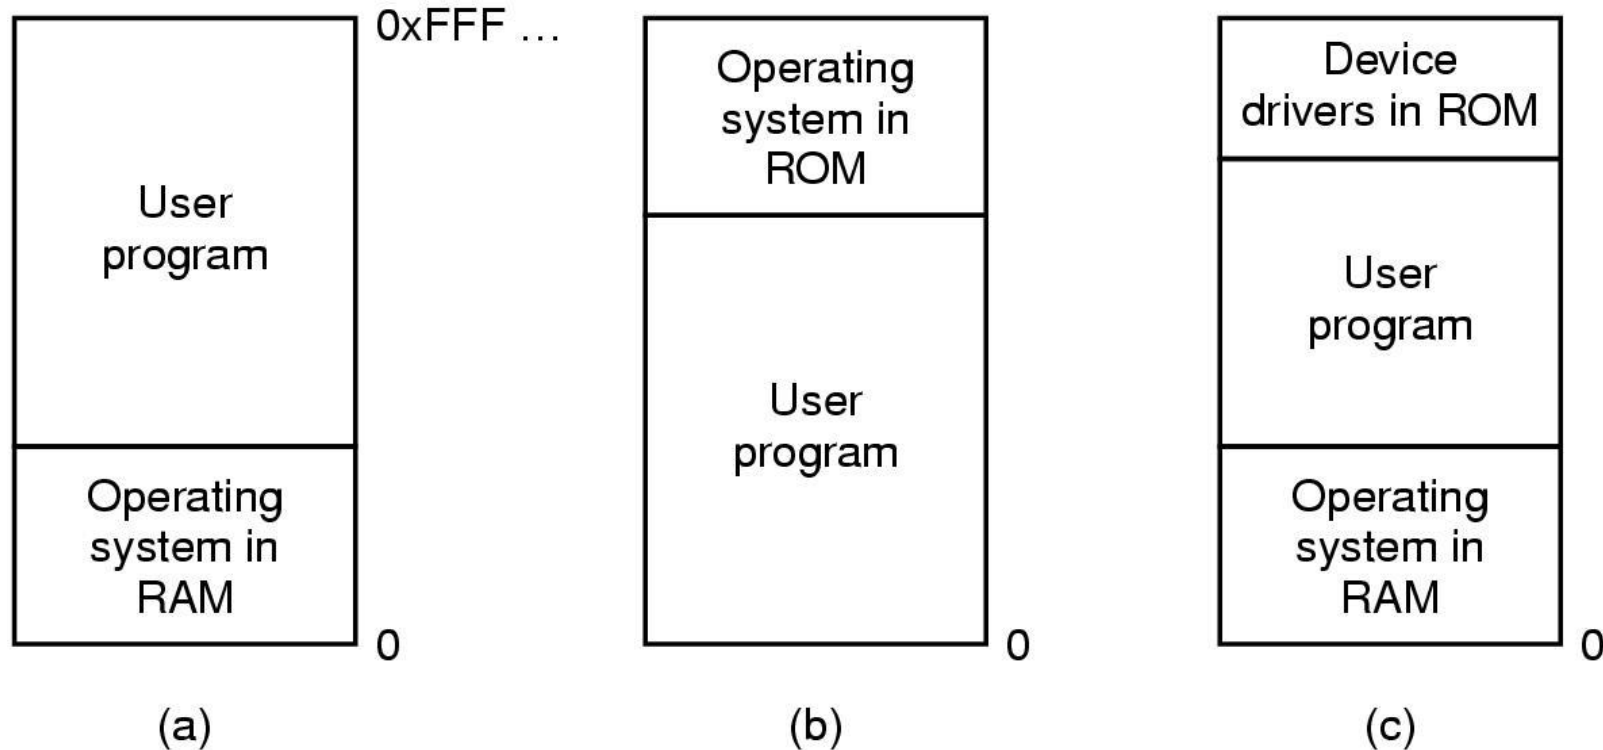 0xFFF ...
User
program
Operating
system in
RAM
0
(a)
Operating
system in
ROM
User
program
0
(b)
Device
drivers in ROM
User
program
Operating
system in
RAM
0
(c)